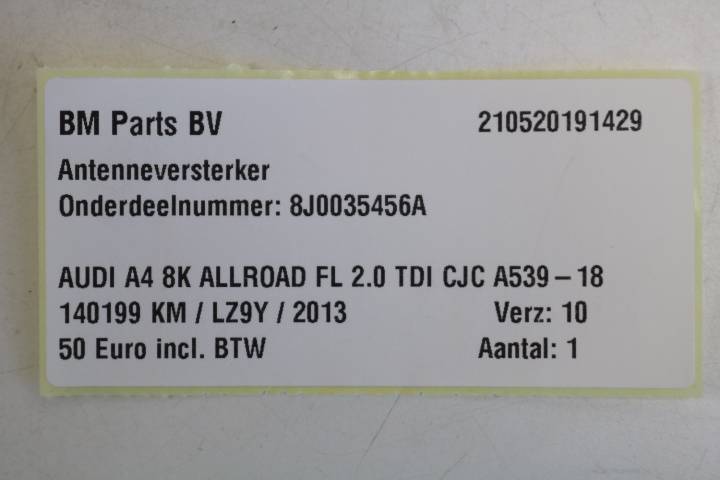 BM Parts BV 210520191429
Antenneversterker
Onderdeelnummer: 8J0035456A
AUDI A4 8K ALLROAD FL 2.0 TDI CJC A539 – 18
140199 KM / LZ9Y / 2013 Verz: 10
50 Euro incl. BTW Aantal: 1